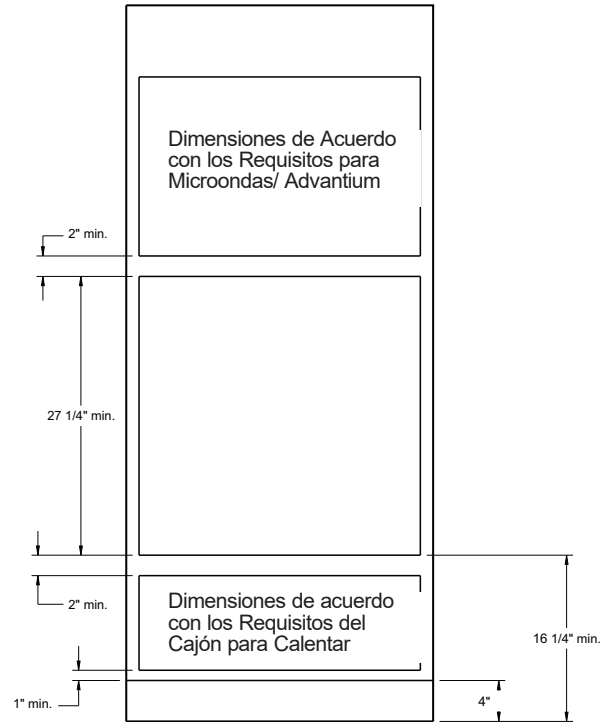 Dimensiones de Acuerdo
con los Requisitos para
Microondas/ Advantium
2" min.
27 1/4" min.
2" min.
Dimensiones de acuerdo
con los Requisitos del
Cajón para Calentar
16 1/4" min.
1" min.
4"